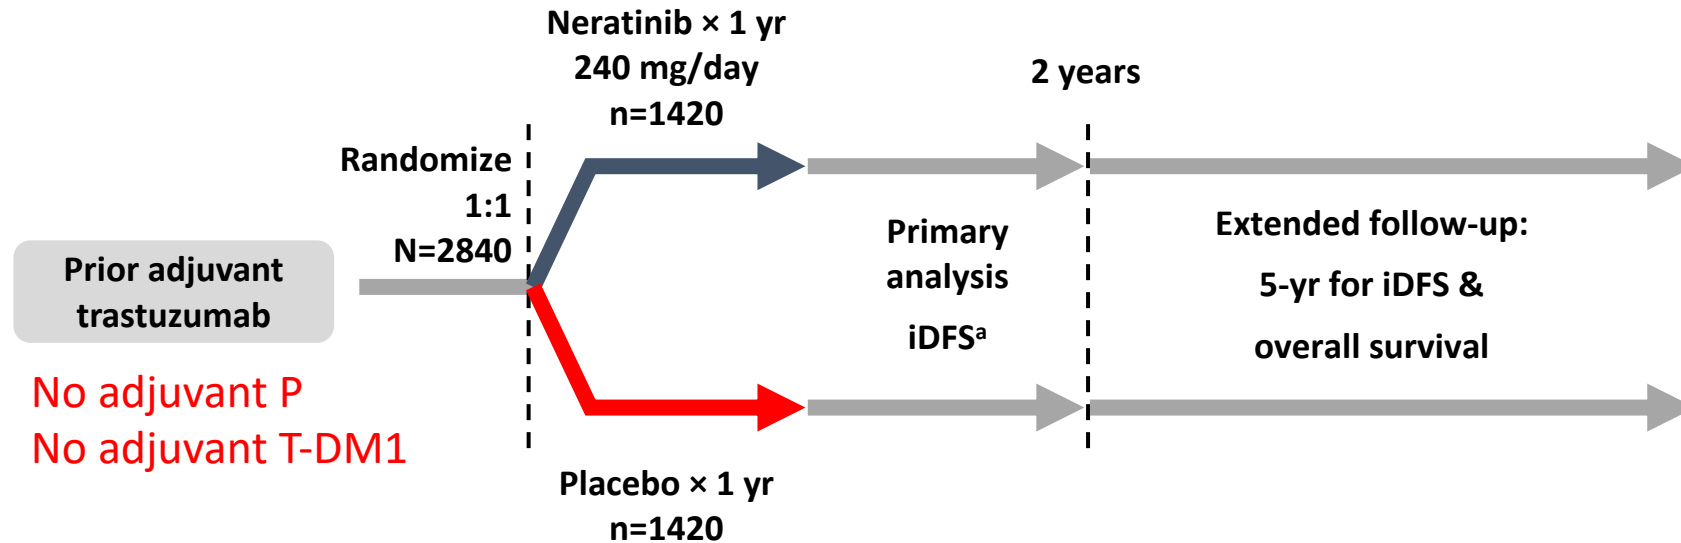 Neratinib × 1 yr
240 mg/day
n=1420
2 years
Randomize
1:1
N=2840
Prior adjuvant
trastuzumab
No adjuvant P
No adjuvant T-DM1
Primary
analysis
iDFSᵃ
Extended follow-up:
5-yr for iDFS &
overall survival
Placebo × 1 yr
n=1420